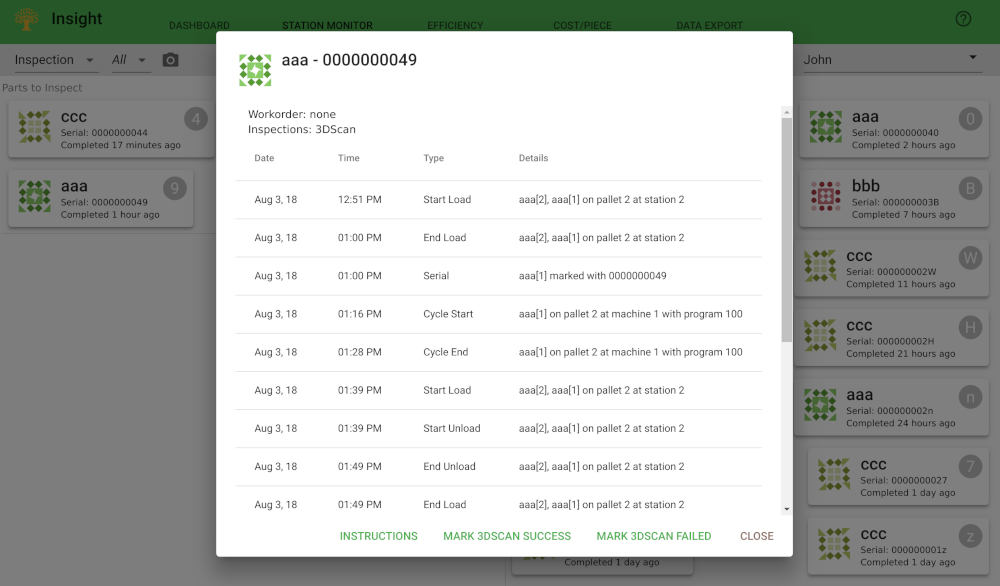 Insight
DASHBOARD STATION MONITOR EFFICIENCY COST/PIECE DATA EXPORT
Inspection All John
Parts to Inspect
ccc 4
Serial: 0000000044
Completed 17 minutes ago
aaa 9
Serial: 0000000049
Completed 1 hour ago
aaa - 0000000049
Workorder: none
Inspections: 3DScan
Date Time Type Details
Aug 3, 18 12:51 PM Start Load aaa[2], aaa[1] on pallet 2 at station 2
Aug 3, 18 01:00 PM End Load aaa[2], aaa[1] on pallet 2 at station 2
Aug 3, 18 01:00 PM Serial aaa[1] marked with 0000000049
Aug 3, 18 01:16 PM Cycle Start aaa[1] on pallet 2 at machine 1 with program 100
Aug 3, 18 01:28 PM Cycle End aaa[1] on pallet 2 at machine 1 with program 100
Aug 3, 18 01:39 PM Start Load aaa[2], aaa[1] on pallet 2 at station 2
Aug 3, 18 01:39 PM Start Unload aaa[2], aaa[1] on pallet 2 at station 2
Aug 3, 18 01:49 PM End Unload aaa[2], aaa[1] on pallet 2 at station 2
Aug 3, 18 01:49 PM End Load aaa[2], aaa[1] on pallet 2 at station 2
INSTRUCTIONS MARK 3DSCAN SUCCESS MARK 3DSCAN FAILED CLOSE
aaa 0
Serial: 0000000040
Completed 2 hours ago
bbb B
Serial: 000000003B
Completed 7 hours ago
ccc W
Serial: 000000002W
Completed 11 hours ago
ccc H
Serial: 000000002H
Completed 21 hours ago
aaa n
Serial: 000000002n
Completed 24 hours ago
ccc 7
Serial: 0000000027
Completed 1 day ago
ccc z
Serial: 000000001z
Completed 1 day ago
Completed 1 day ago